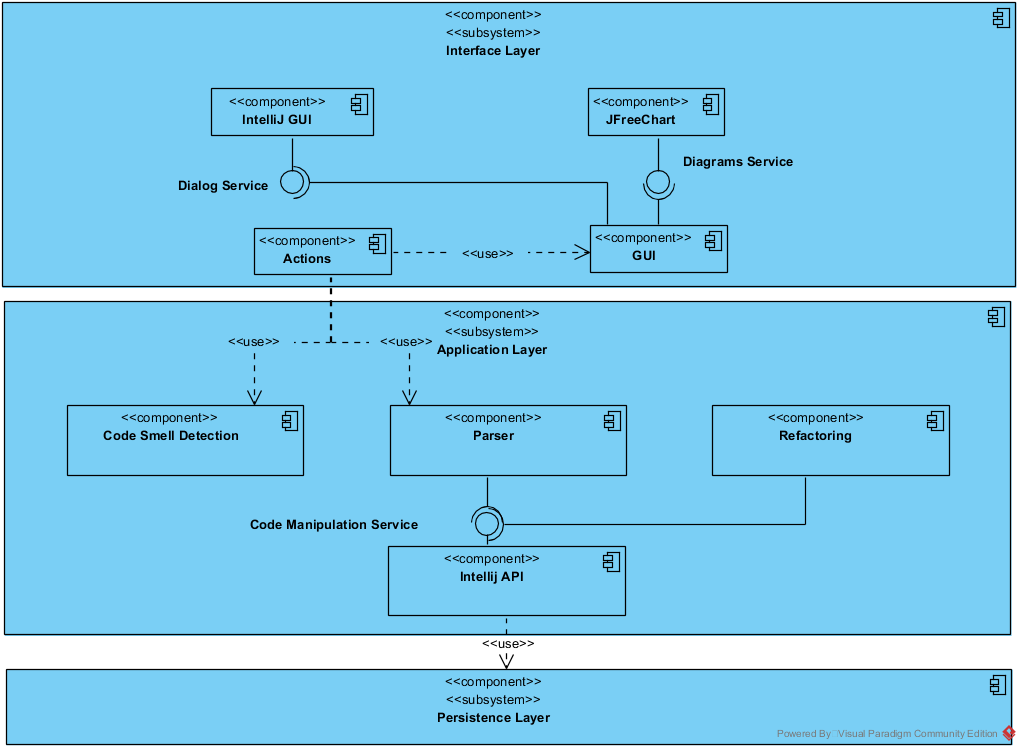 <<component>>
<<subsystem>>
Interface Layer
<<component>>
IntelliJ GUI
<<component>>
JFreeChart
Diagrams Service
Dialog Service
<<component>>
Actions
<<use>>
<<component>>
GUI
<<component>>
<<subsystem>>
Application Layer
<<use>>
<<use>>
<<component>>
Code Smell Detection
<<component>>
Parser
<<component>>
Refactoring
Code Manipulation Service
<<component>>
Intellij API
<<use>>
<<component>>
<<subsystem>>
Persistence Layer
Powered By Visual Paradigm Community Edition